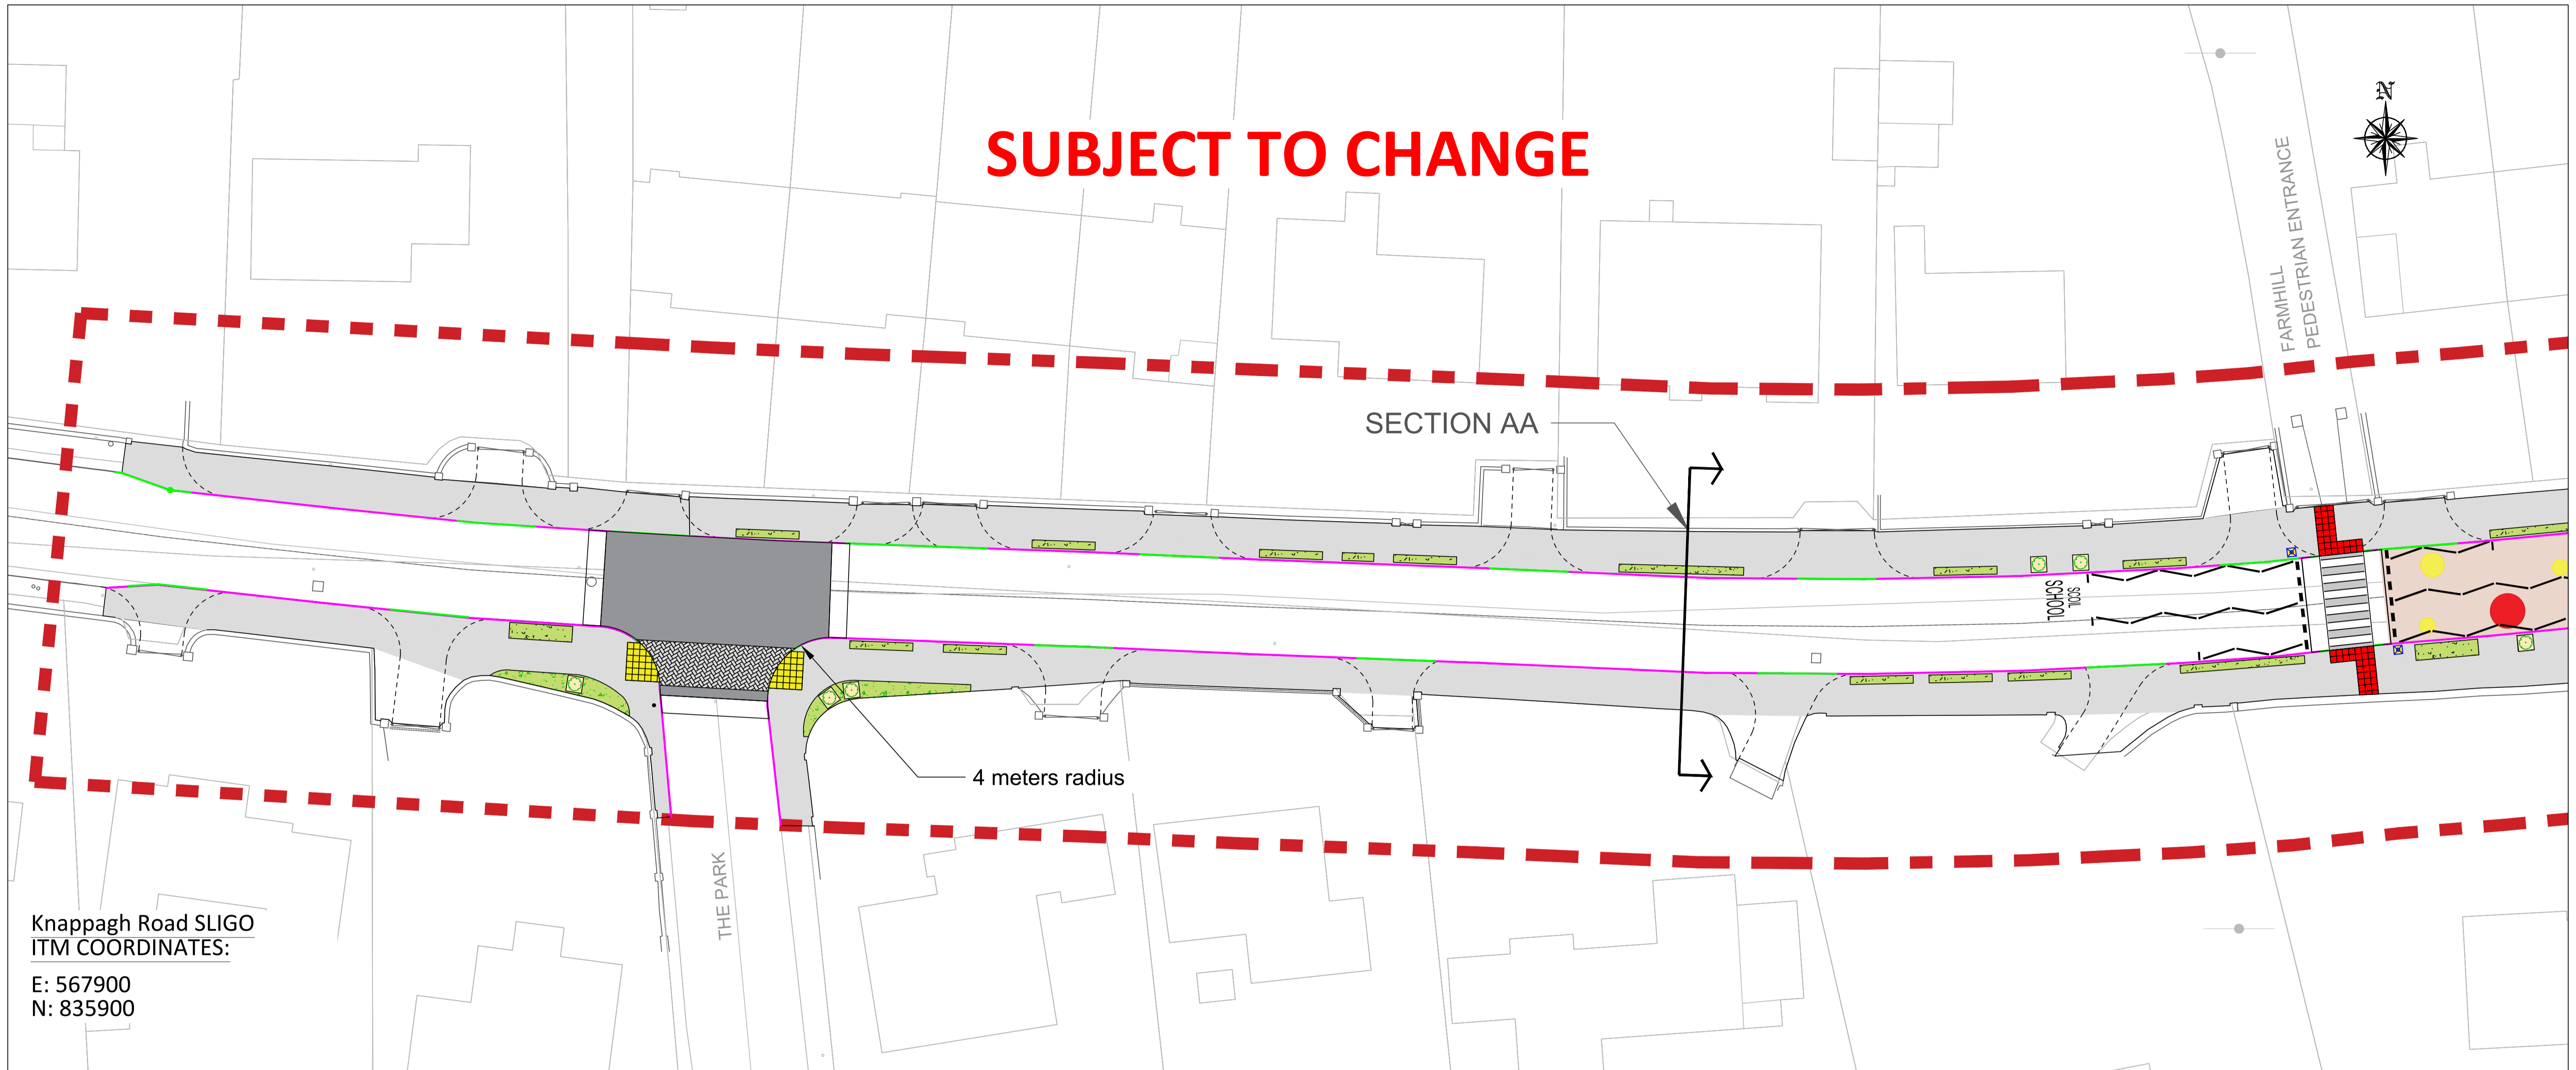 SUBJECT TO CHANGE
N
FARMHILL
PEDESTRIAN ENTRANCE
SECTION AA
SCOIL
SCHOOL
4 meters radius
THE PARK
Knappagh Road SLIGO
ITM COORDINATES:
E: 567900
N: 835900